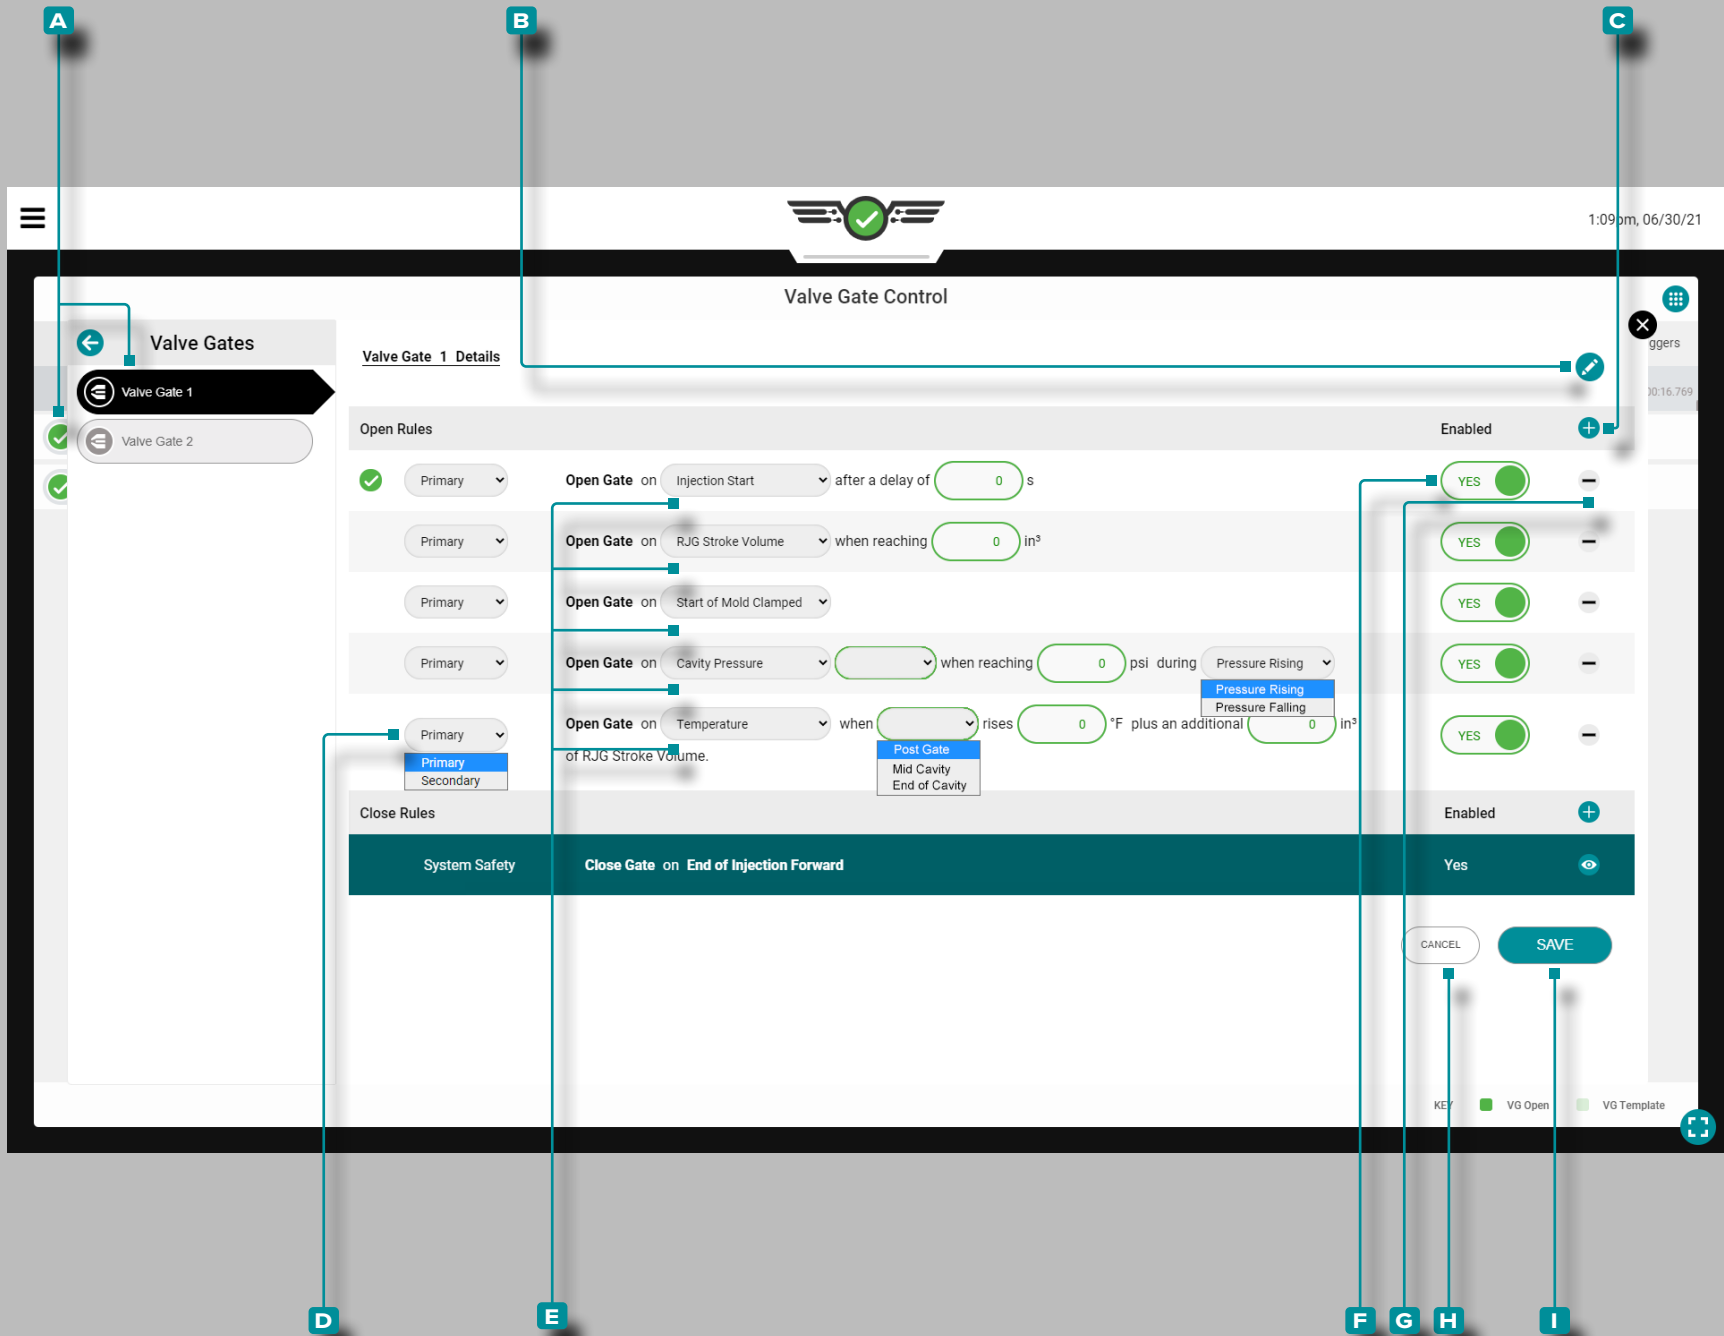 A
B
C
1:09pm, 06/30/21
Valve Gate Control
Valve Gates
ggers
Valve Gate 1 Details
Valve Gate 1
00:16.769
Valve Gate 2
Open Rules Enabled
Primary Open Gate on Injection Start after a delay of 0 s YES
Primary Open Gate on RJG Stroke Volume when reaching 0 in³ YES
Primary Open Gate on Start of Mold Clamped YES
Primary Open Gate on Cavity Pressure when reaching 0 psi during Pressure Rising YES
Pressure Rising
Pressure Falling
Primary Open Gate on Temperature when rises 0 °F plus an additional 0 in³ YES
of RJG Stroke Volume.
Post Gate
Mid Cavity
End of Cavity
Primary
Secondary
Close Rules Enabled
System Safety Close Gate on End of Injection Forward Yes
CANCEL SAVE
KEY VG Open VG Template
D
E
F
G
H
I